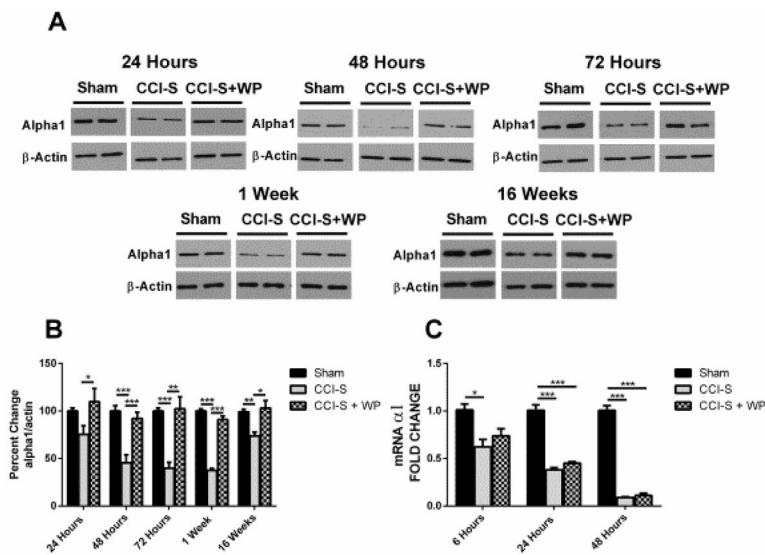 A
24 Hours
48 Hours
72 Hours
Sham CCI-S CCI-S+WP
Sham CCI-S CCI-S+WP
Sham CCI-S CCI-S+WP
Alpha1
Alpha1
Alpha1
β-Actin
β-Actin
β-Actin
1 Week
16 Weeks
Sham CCI-S CCI-S+WP
Sham CCI-S CCI-S+WP
Alpha1
Alpha1
β-Actin
β-Actin
B
Percent Change
alpha1/actin
150
100
50
0
* *** *** *** ** *** *** ** *
24 Hours
48 Hours
72 Hours
1 Week
16 Weeks
Sham
CCI-S
CCI-S + WP
C
mRNA α1
FOLD CHANGE
1.5
1.0
0.5
0.0
* *** *** *** ***
6 Hours
24 Hours
48 Hours
Sham
CCI-S
CCI-S + WP